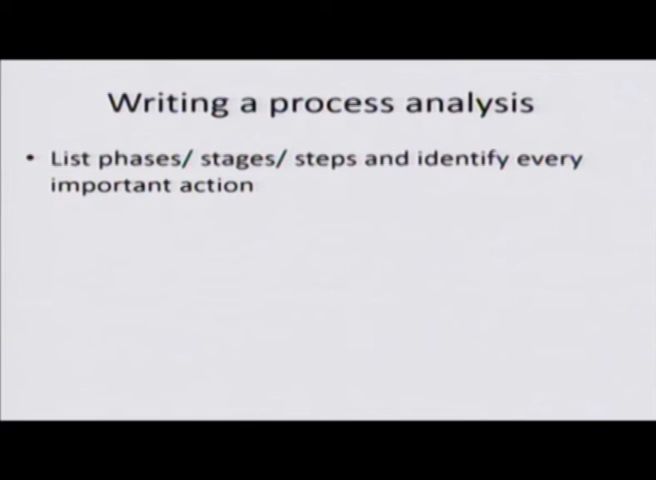 Writing a process analysis
• List phases/ stages/ steps and identify every
important action